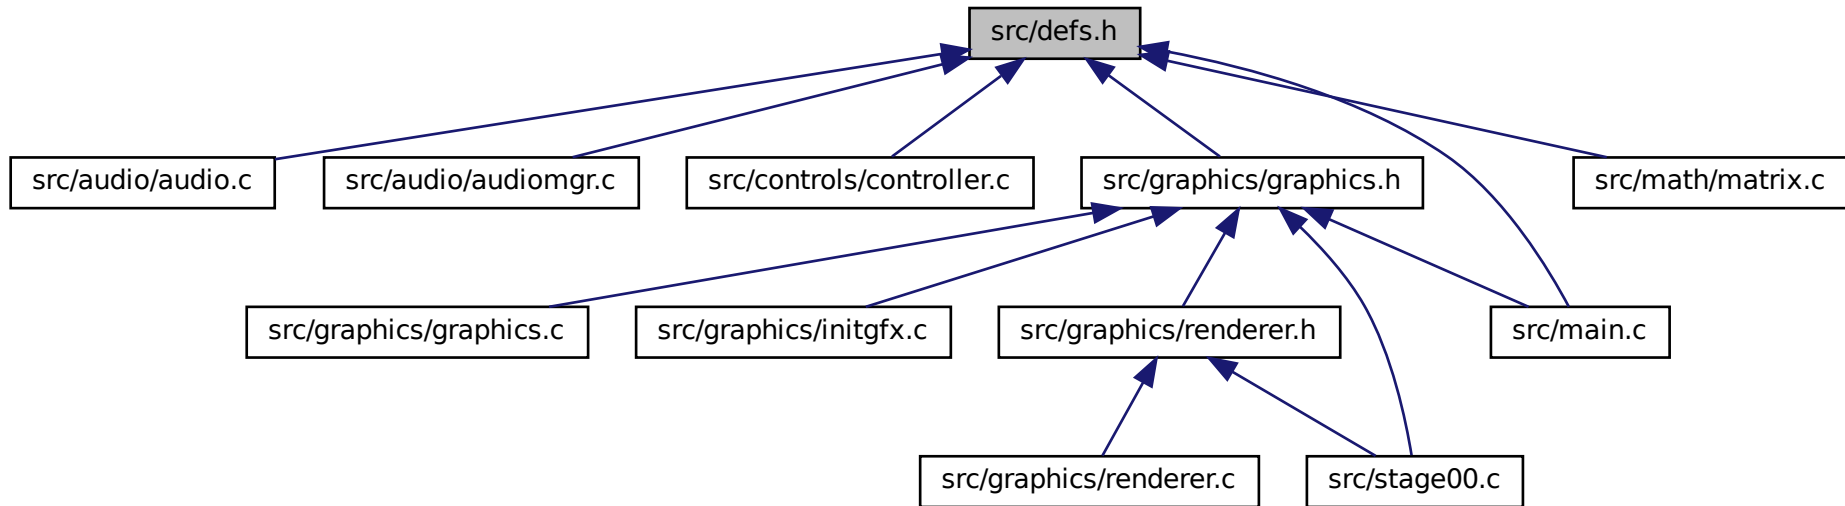 src/defs.h
src/audio/audio.c
src/audio/audiomgr.c
src/controls/controller.c
src/graphics/graphics.h
src/math/matrix.c
src/graphics/graphics.c
src/graphics/initgfx.c
src/graphics/renderer.h
src/main.c
src/graphics/renderer.c
src/stage00.c